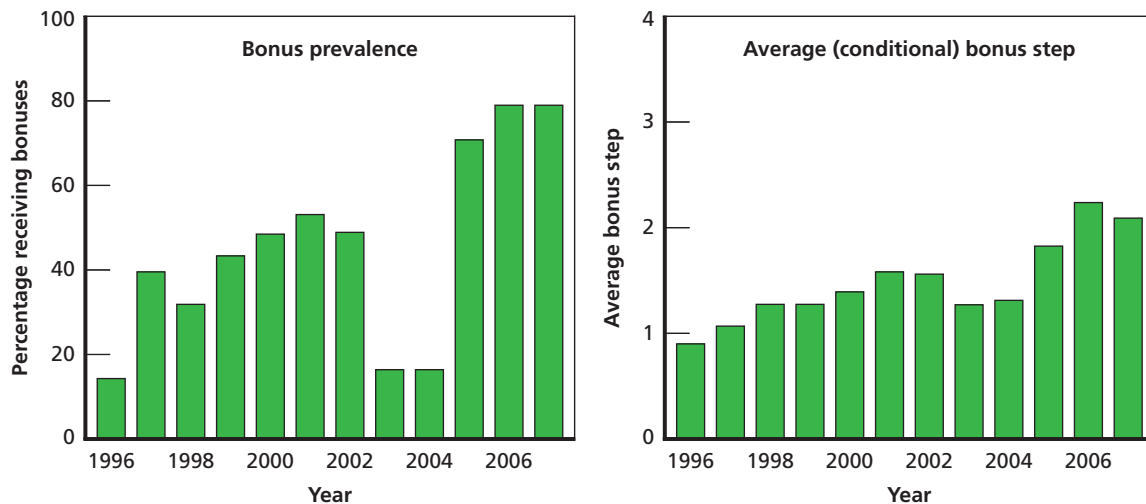 Bonus prevalence
Percentage receiving bonuses
100
80
60
40
20
0
1996 1998 2000 2002 2004 2006
Year
Average (conditional) bonus step
Average bonus step
4
3
2
1
0
1996 1998 2000 2002 2004 2006
Year